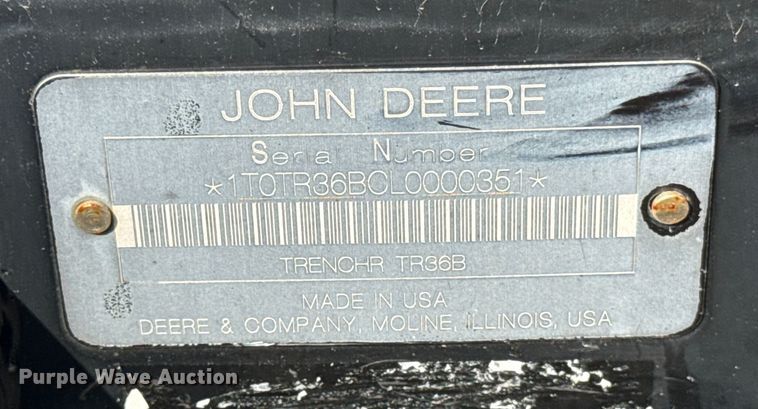 JOHN DEERE
Serial Number
*1T0TR36BCL0000351*
TRENCHR TR36B
MADE IN USA
DEERE & COMPANY, MOLINE, ILLINOIS, USA
Purple Wave Auction